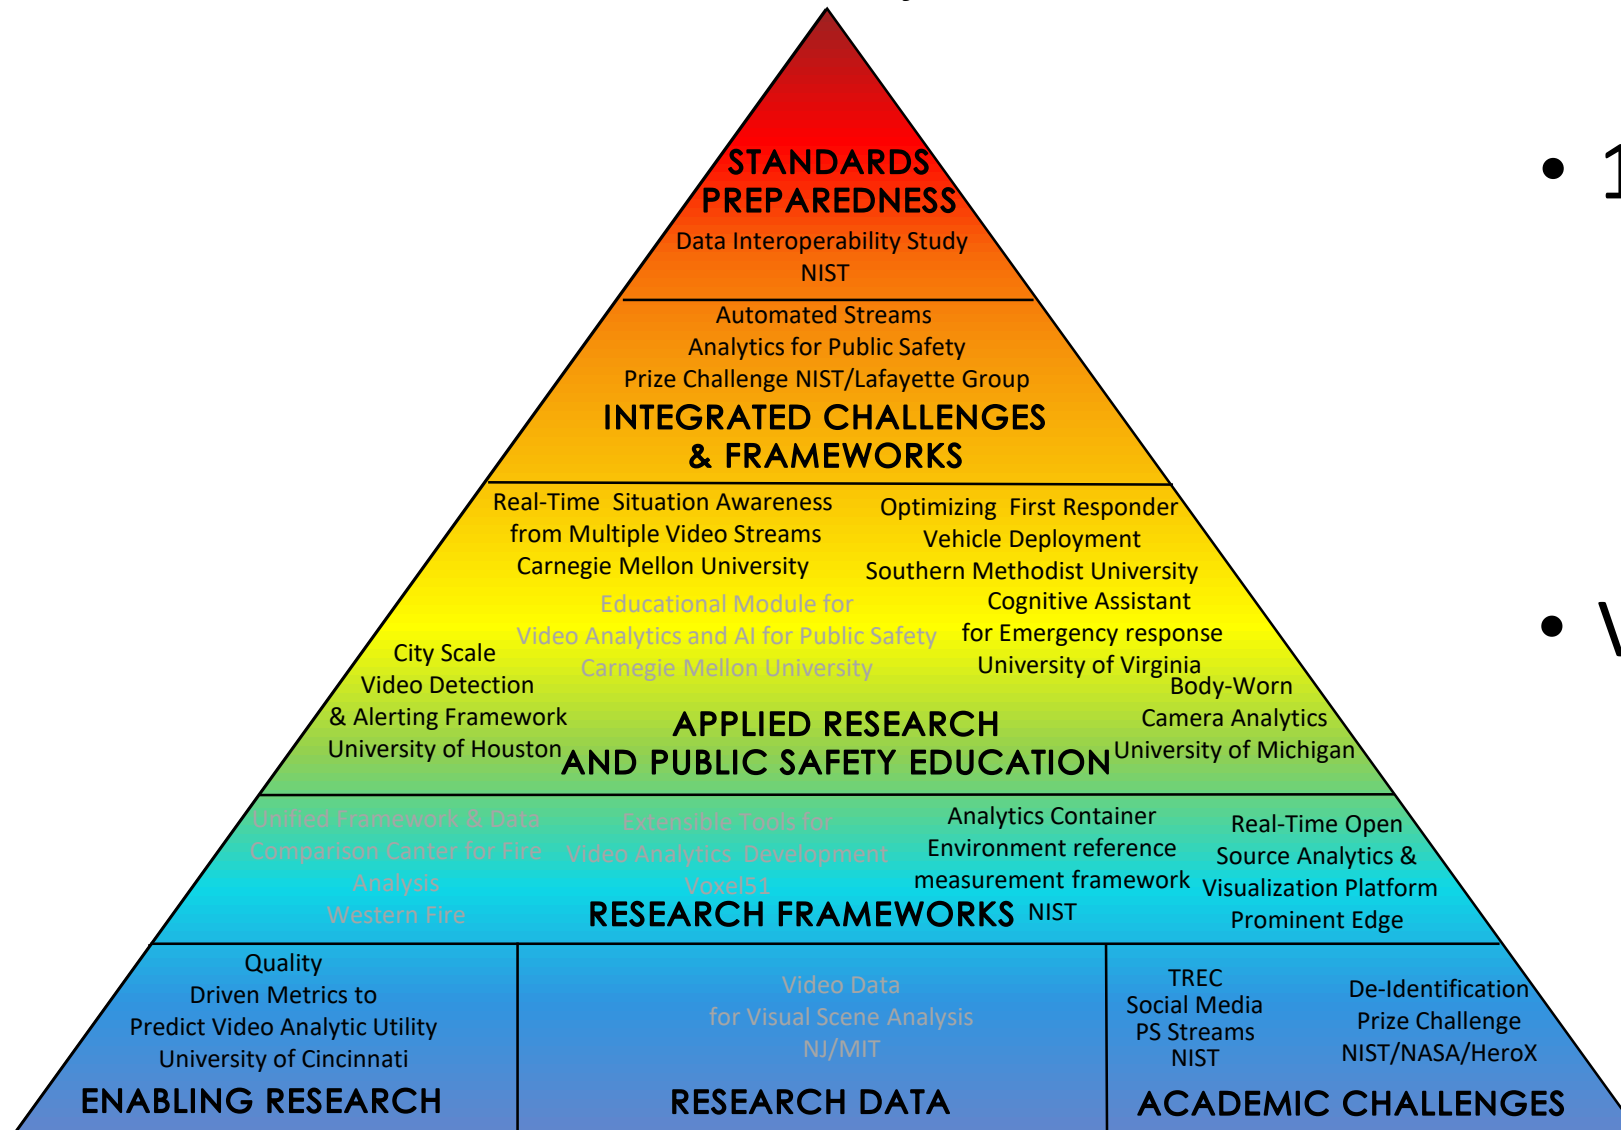 STANDARDS
PREPAREDNESS
Data Interoperability Study
NIST
Automated Streams
Analytics for Public Safety
Prize Challenge NIST/Lafayette Group
INTEGRATED CHALLENGES
& FRAMEWORKS
Real-Time Situation Awareness
from Multiple Video Streams
Carnegie Mellon University
Optimizing First Responder
Vehicle Deployment
Southern Methodist University
Educational Module for
Video Analytics and AI for Public Safety
Carnegie Mellon University
Cognitive Assistant
for Emergency response
University of Virginia
City Scale
Video Detection
& Alerting Framework
University of Houston
Body-Worn
Camera Analytics
University of Michigan
APPLIED RESEARCH
AND PUBLIC SAFETY EDUCATION
Unified Framework & Data
Comparison Canter for Fire
Analysis
Western Fire
Extensible Tools for
Video Analytics Development
Voxel51
Analytics Container
Environment reference
measurement framework
NIST
Real-Time Open
Source Analytics &
Visualization Platform
Prominent Edge
RESEARCH FRAMEWORKS
Quality
Driven Metrics to
Predict Video Analytic Utility
University of Cincinnati
ENABLING RESEARCH
Video Data
for Visual Scene Analysis
NJ/MIT
RESEARCH DATA
TREC
Social Media
PS Streams
NIST
De-Identification
Prize Challenge
NIST/NASA/HeroX
ACADEMIC CHALLENGES
• 1
•